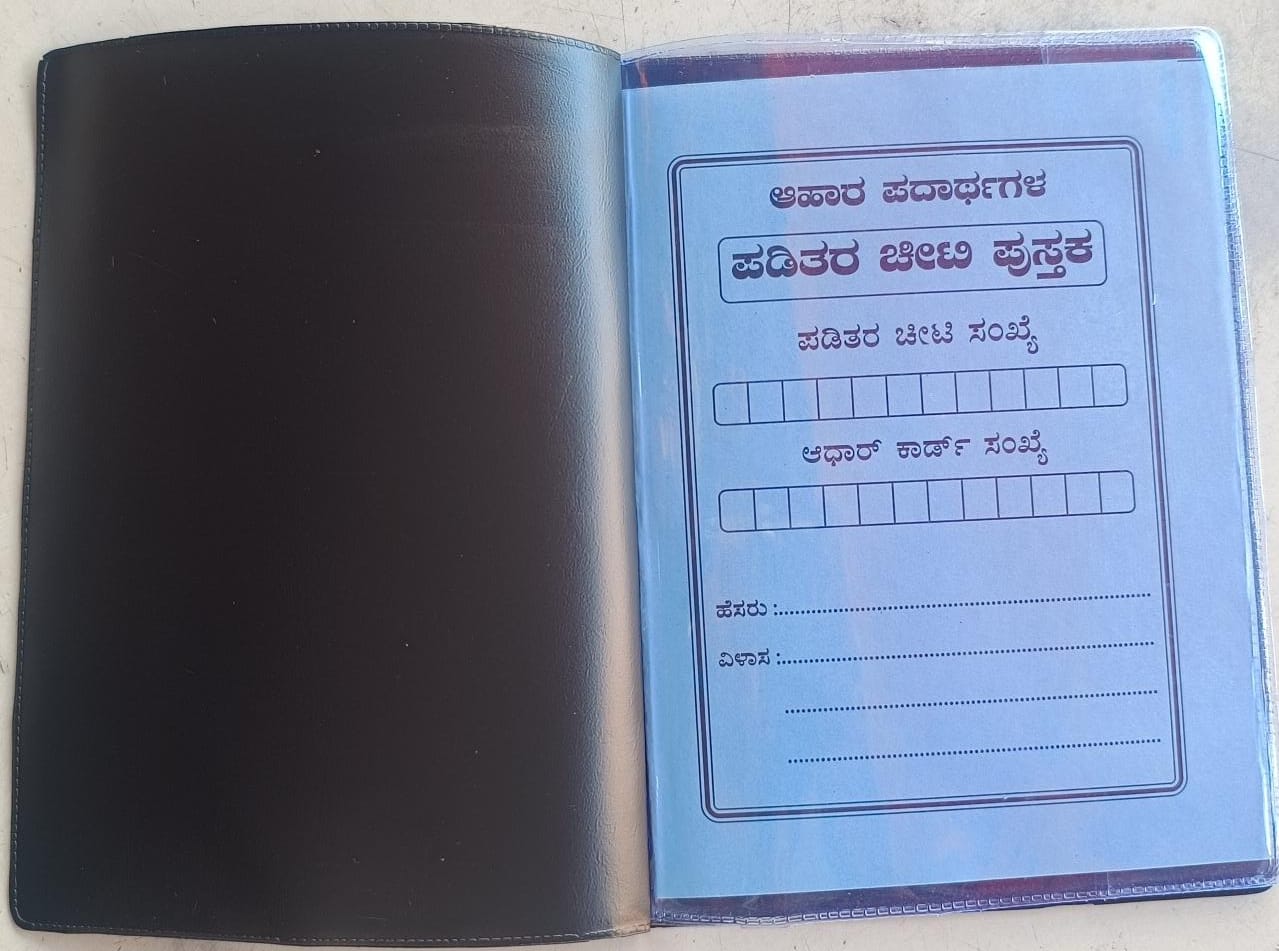 ಆಹಾರ ಪದಾರ್ಥಗಳ
ಪಡಿತರ ಚೀಟಿ ಪುಸ್ತಕ
ಪಡಿತರ ಚೀಟಿ ಸಂಖ್ಯೆ
ಆಧಾರ್ ಕಾರ್ಡ್ ಸಂಖ್ಯೆ
ಹೆಸರು :
ವಿಳಾಸ :